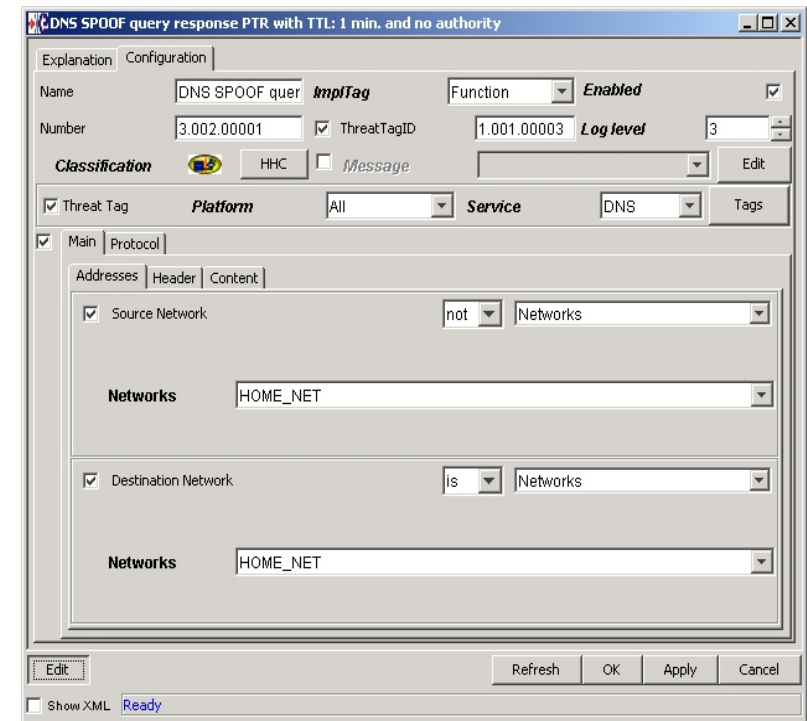 DNS SPOOF query response PTR with TTL: 1 min. and no authority
Explanation Configuration
Name DNS SPOOF quer ImplTag Function Enabled
Number 3.002.00001 ThreatTagID 1.001.00003 Log level 3
Classification HHC Message Edit
Threat Tag Platform All Service DNS Tags
Main Protocol
Addresses Header Content
Source Network not Networks
Networks HOME_NET
Destination Network is Networks
Networks HOME_NET
Edit Refresh OK Apply Cancel
Show XML Ready